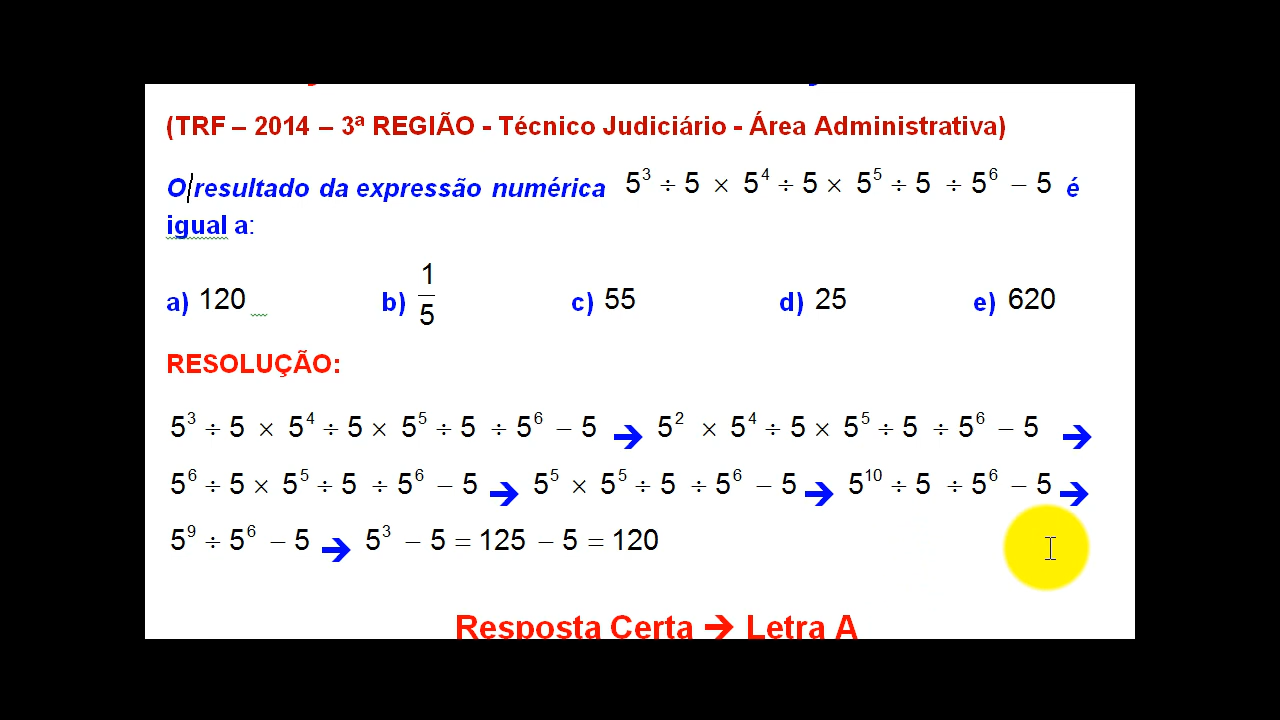 (TRF – 2014 – 3ª REGIÃO - Técnico Judiciário - Área Administrativa)
O resultado da expressão numérica 5³ ÷ 5 × 5⁴ ÷ 5 × 5⁵ ÷ 5 ÷ 5⁶ − 5 é
igual a:
a) 120 b) 1/5 c) 55 d) 25 e) 620
RESOLUÇÃO:
5³ ÷ 5 × 5⁴ ÷ 5 × 5⁵ ÷ 5 ÷ 5⁶ − 5 ➔ 5² × 5⁴ ÷ 5 × 5⁵ ÷ 5 ÷ 5⁶ − 5 ➔
5⁶ ÷ 5 × 5⁵ ÷ 5 ÷ 5⁶ − 5 ➔ 5⁵ × 5⁵ ÷ 5 ÷ 5⁶ − 5 ➔ 5¹⁰ ÷ 5 ÷ 5⁶ − 5 ➔
5⁹ ÷ 5⁶ − 5 ➔ 5³ − 5 = 125 − 5 = 120
Resposta Certa ➔ Letra A